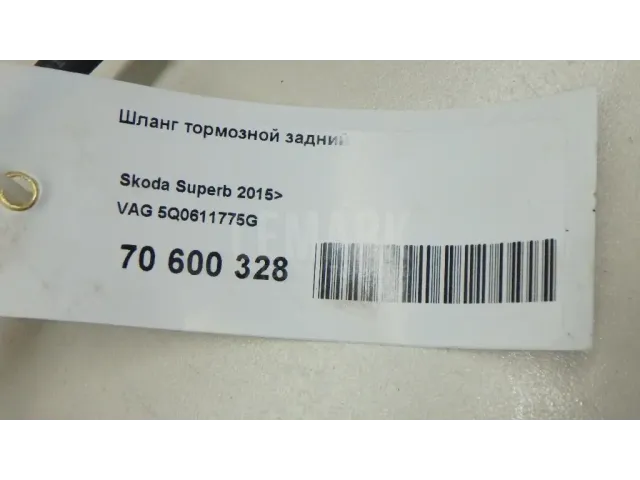 Шланг тормозной задний
Skoda Superb 2015>
VAG 5Q0611775G
70 600 328